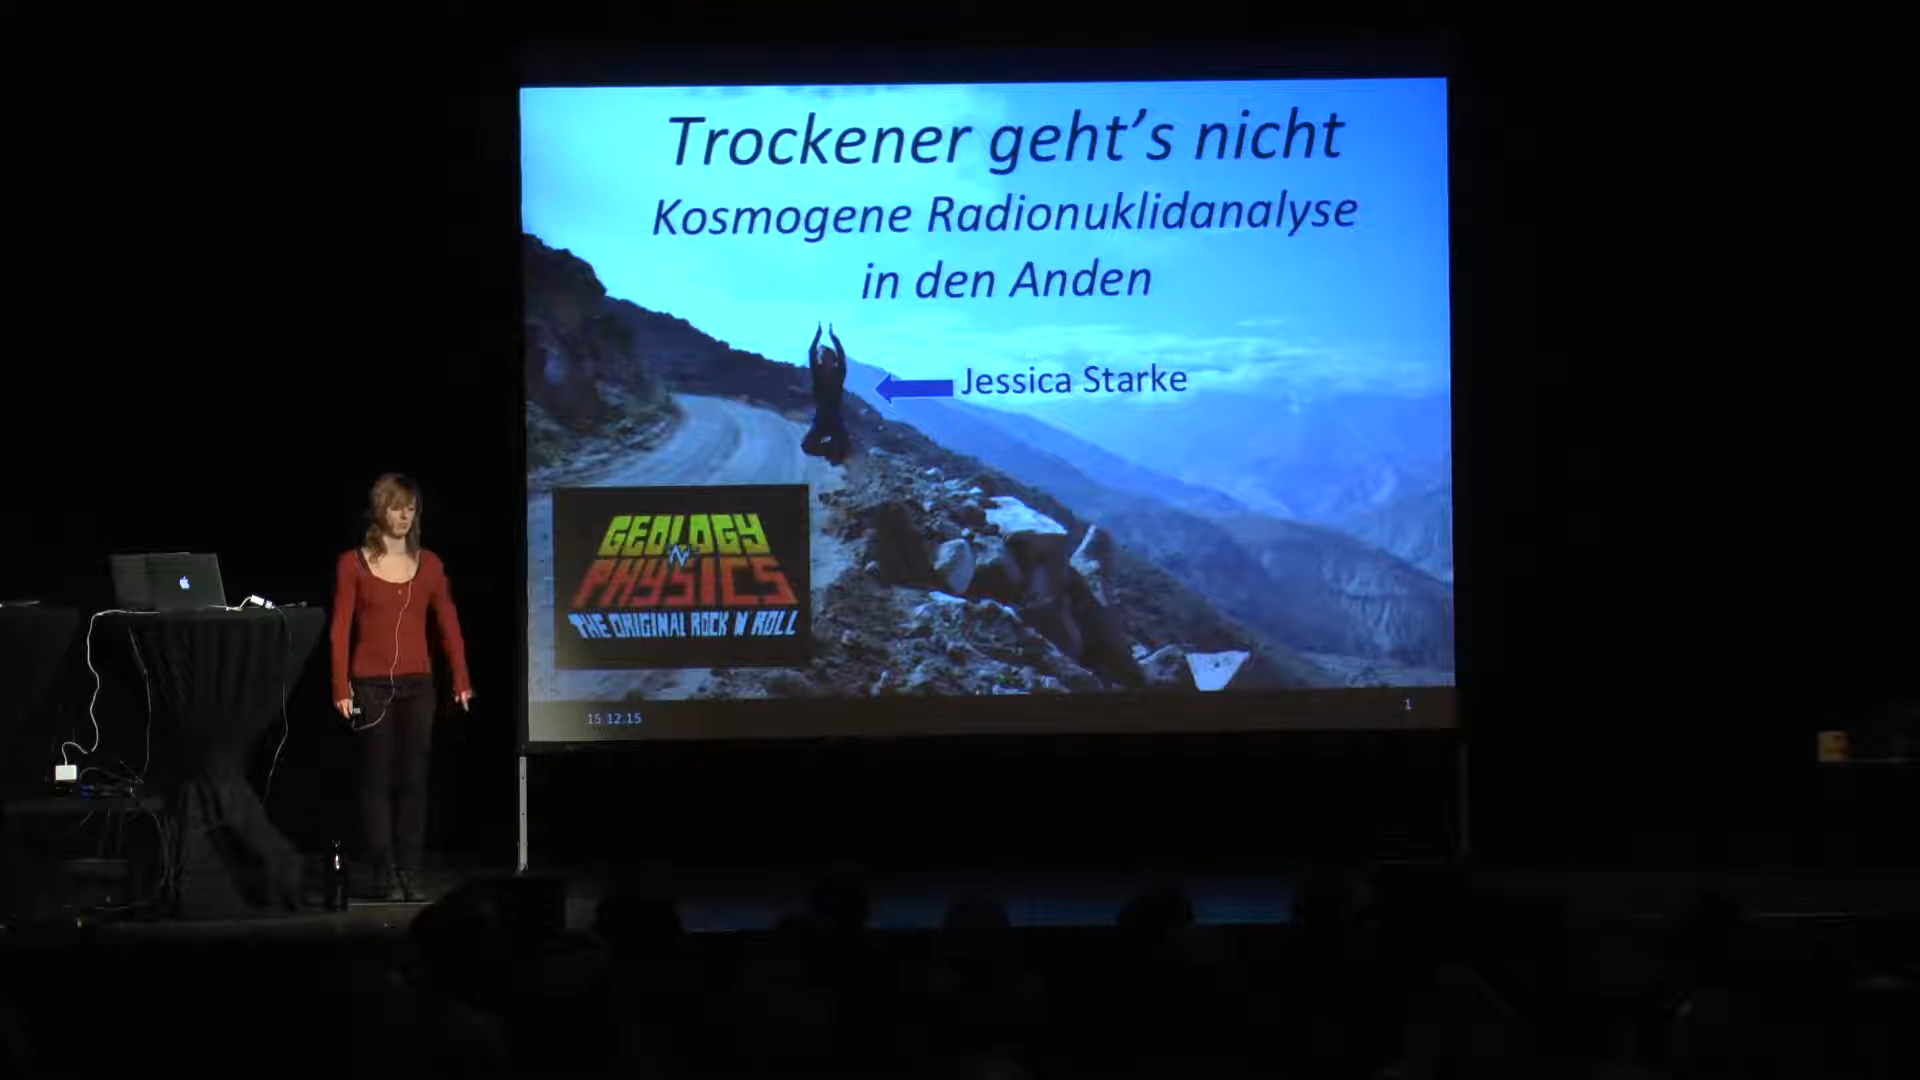 Trockener geht's nicht
Kosmogene Radionuklidanalyse
in den Anden
Jessica Starke
GEOLOGY
N
PHYSICS
THE ORIGINAL ROCK N ROLL
15.12.15
1